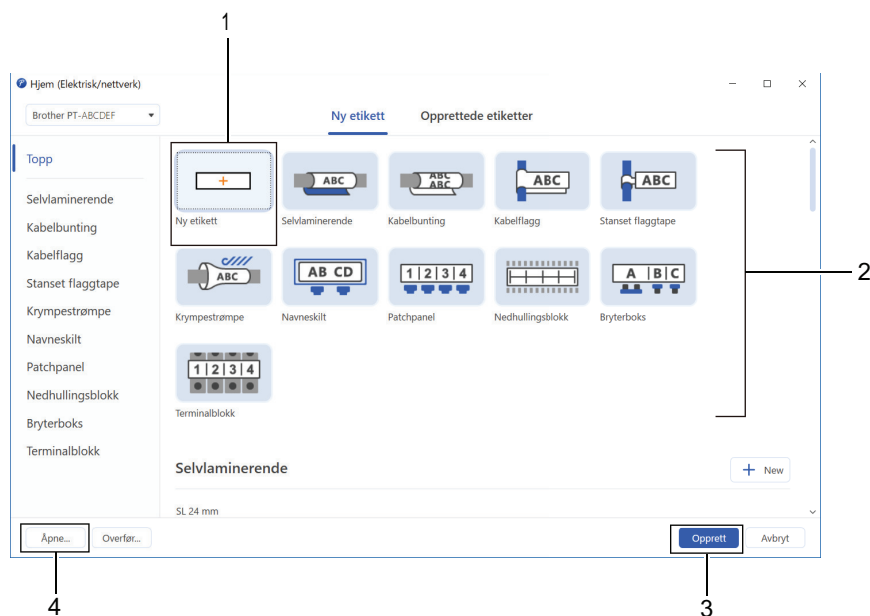 1
Hjem (Elektrisk/nettverk)
Brother PT-ABCDEF
Ny etikett
Opprettede etiketter
Topp
Selvlaminerende
Kabelbunting
Kabelflagg
Stanset flaggtape
Krympestrømpe
Navneskilt
Patchpanel
Nedhullingsblokk
Bryterboks
Terminalblokk
ABC
ABC
ABC
ABC
ABC
Ny etikett
Selvlaminerende
Kabelbunting
Kabelflagg
Stanset flaggtape
2
ABC
AB CD
1 2 3 4
A B C
Krympestrømpe
Navneskilt
Patchpanel
Nedhullingsblokk
Bryterboks
1 2 3 4
Terminalblokk
Selvlaminerende
+ New
SL 24 mm
Åpne...
Overfør...
Opprett
Avbryt
4
3